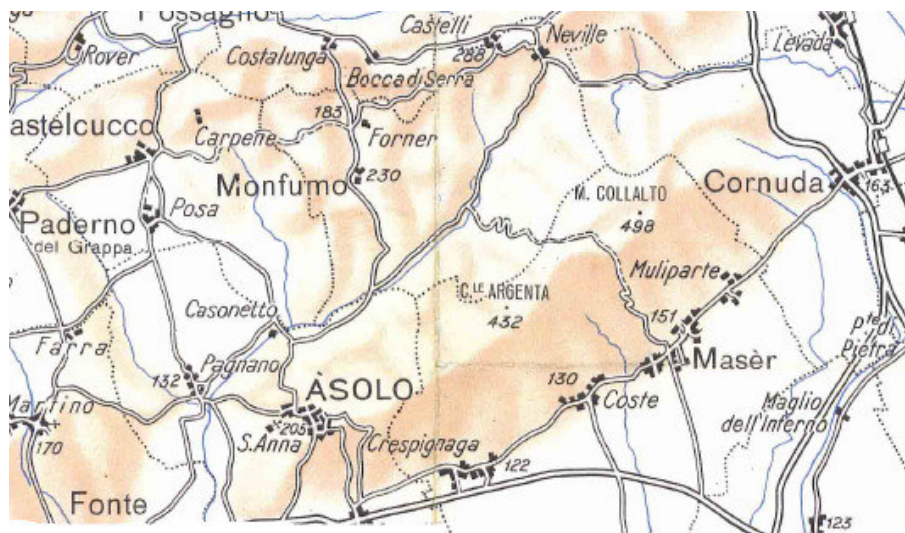 Possagno
Castelli
Neville
Levada
Rover
Costalunga
288
Bocca di Serra
183
Forner
Carpene
astelcucco
Monfumo
230
M. COLLALTO
498
Cornuda
163
Paderno
del Grappa
Posa
Muliparte
C.LE ARGENTA
432
Casonetto
151
P.te di
Pietra
Farra
Pagnano
132
Masèr
ÀSOLO
130
Coste
Maglio
dell'Inferno
Martino
170
205
S. Anna
Crespignaga
122
Fonte
123